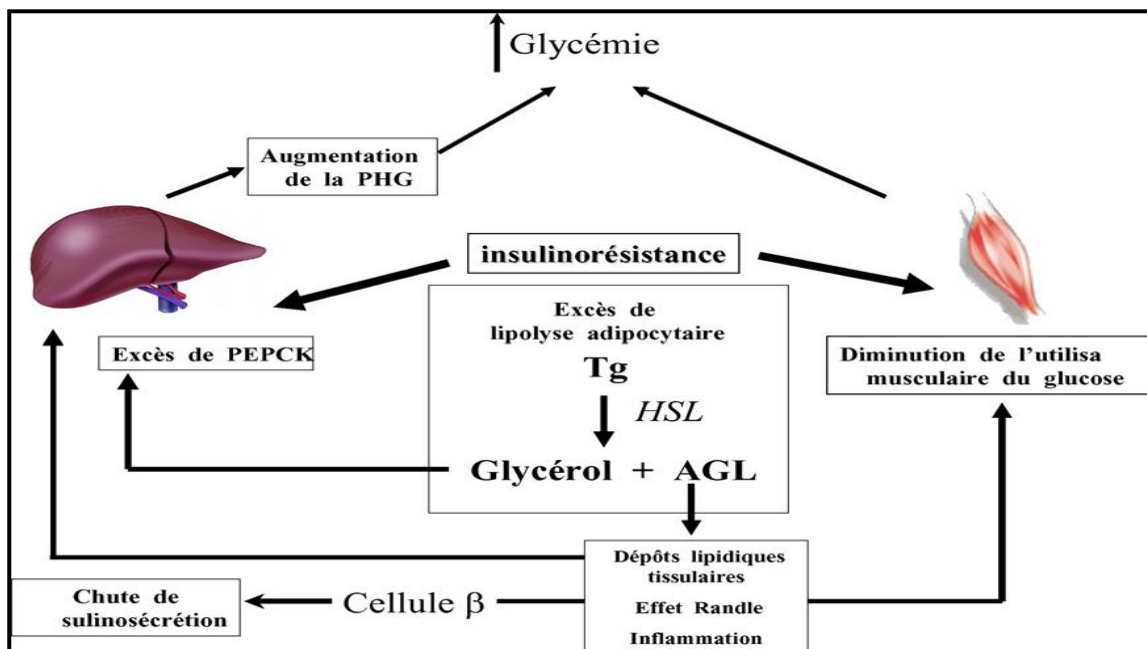 Glycémie
Augmentation
de la PHG
insulinorésistance
Excès de
lipolyse adipocytaire
Tg
HSL
Glycérol + AGL
Excès de PEPCK
Diminution de l'utilisa
musculaire du glucose
Dépôts lipidiques
tissulaires
Effet Randle
Inflammation
Cellule β
Chute de
sulinosécrétion